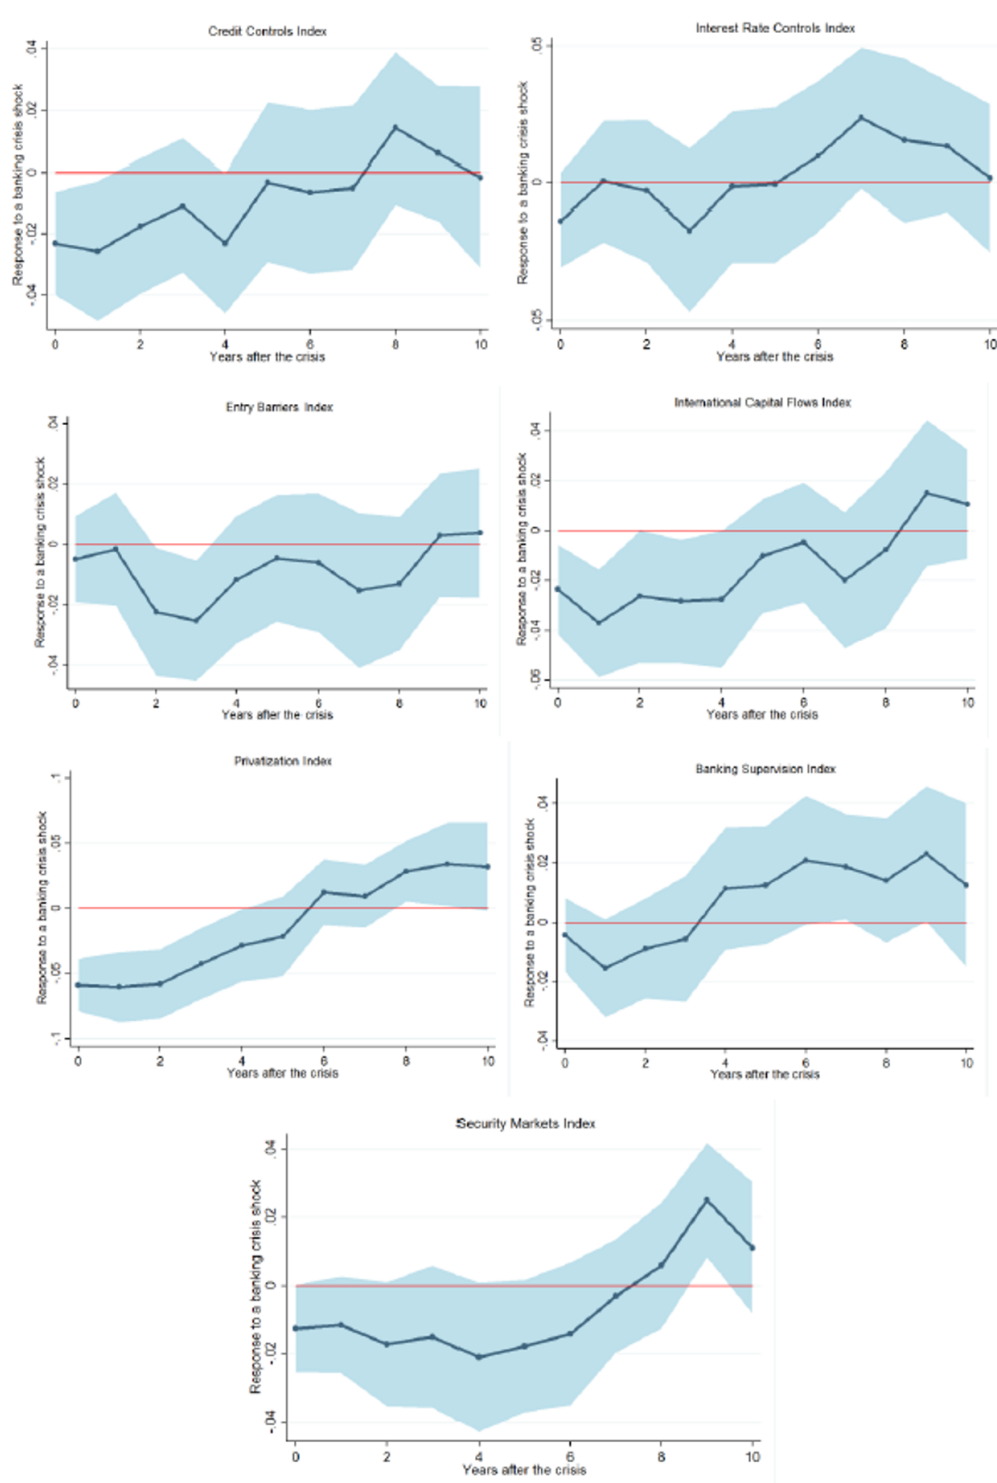 Credit Controls Index
Response to a banking crisis shock
.04
.02
0
-.02
-.04
0 2 4 6 8 10
Years after the crisis
Interest Rate Controls Index
Response to a banking crisis shock
.05
0
-.05
0 2 4 6 8 10
Years after the crisis
Entry Barriers Index
Response to a banking crisis shock
.04
.02
0
-.02
-.04
0 2 4 6 8 10
Years after the crisis
International Capital Flows Index
Response to a banking crisis shock
.04
.02
0
-.02
-.04
-.06
0 2 4 6 8 10
Years after the crisis
Privatization Index
Response to a banking crisis shock
.1
.05
0
-.05
-.1
0 2 4 6 8 10
Years after the crisis
Banking Supervision Index
Response to a banking crisis shock
.04
.02
0
-.02
-.04
0 2 4 6 8 10
Years after the crisis
Security Markets Index
Response to a banking crisis shock
.04
.02
0
-.02
-.04
0 2 4 6 8 10
Years after the crisis